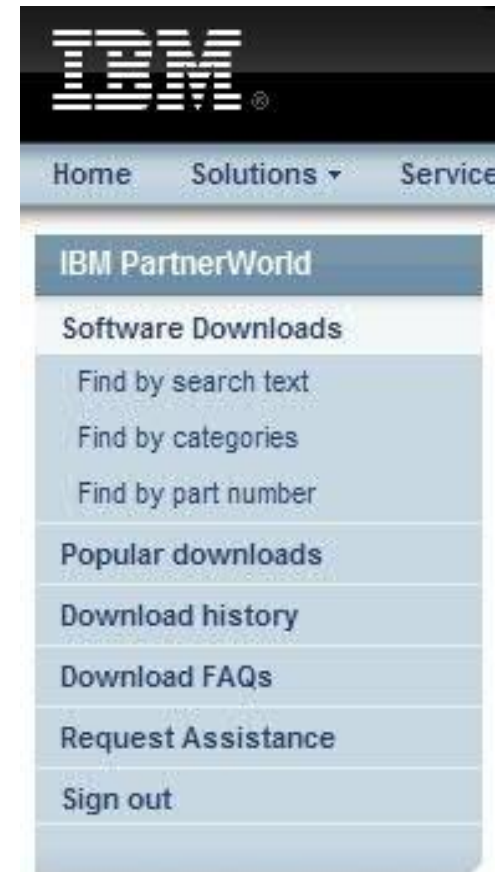 IBM®
Home Solutions Service
IBM PartnerWorld
Software Downloads
Find by search text
Find by categories
Find by part number
Popular downloads
Download history
Download FAQs
Request Assistance
Sign out